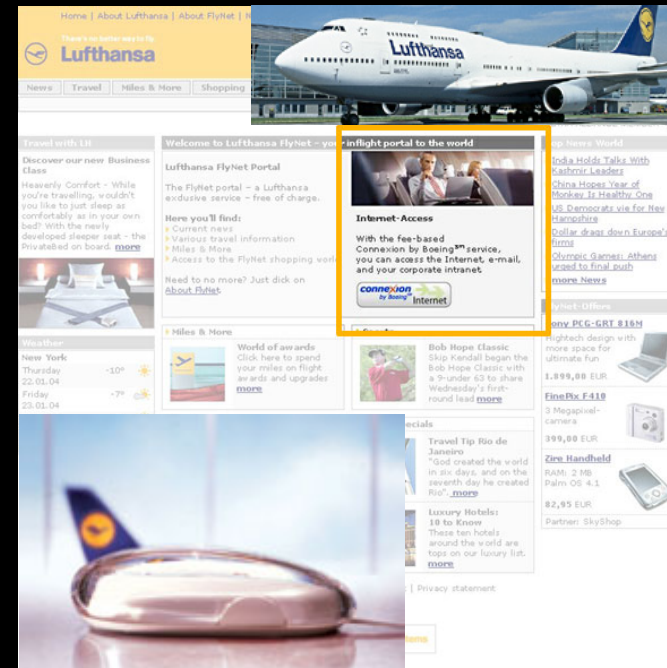 Home | About Lufthansa | About FlyNet |
There's no better way to fly.
Lufthansa
Lufthansa
News Travel Miles & More Shopping
Travel with LH
Discover our new Business
Class
Heavenly Comfort - While
you're travelling, wouldn't
you like to just sleep as
comfortably as in your own
bed? With the newly
developed sleeper seat - the
PrivateBed on board. more
Weather
New York
Thursday -10°
22.01.04
Friday -7°
23.01.04
Welcome to Lufthansa FlyNet - your inflight portal to the world
Lufthansa FlyNet Portal
The FlyNet portal - a Lufthansa
exclusive service - free of charge.
Here you'll find:
Current news
Various travel information
Miles & More
Access to the FlyNet shopping world
Need to no more? Just click on
About FlyNet.
Internet-Access
With the fee-based
Connexion by Boeing℠ service,
you can access the Internet, e-mail,
and your corporate intranet
connexion
by Boeing℠ Internet
Miles & More
World of awards
Click here to spend
your miles on flight
awards and upgrades
more
Bob Hope Classic
Skip Kendall began the
Bob Hope Classic with
a 9-under 63 to share
Wednesday's first-
round lead more
ecials
Travel Tip Rio de
Janeiro
"God created the world
in six days, and on the
seventh day he created
Rio". more
Luxury Hotels:
10 to Know
These ten hotels
around the world are
tops on our luxury list.
more
| Privacy statement
Top News World
India Holds Talks With
Kashmir Leaders
China Hopes Year of
Monkey Is Healthy One
US Democrats vie for New
Hampshire
Dollar drags down Europe's
firms
Olympic Games: Athens
urged to final push
more News
FlyNet-Offers
Sony PCG-GRT 816M
Hightech design with
more space for
ultimate fun
1.899,00 EUR
FinePix F410
3 Megapixel-
camera
399,00 EUR
Zire Handheld
RAM: 2 MB
Palm OS 4.1
82,95 EUR
Partner: SkyShop